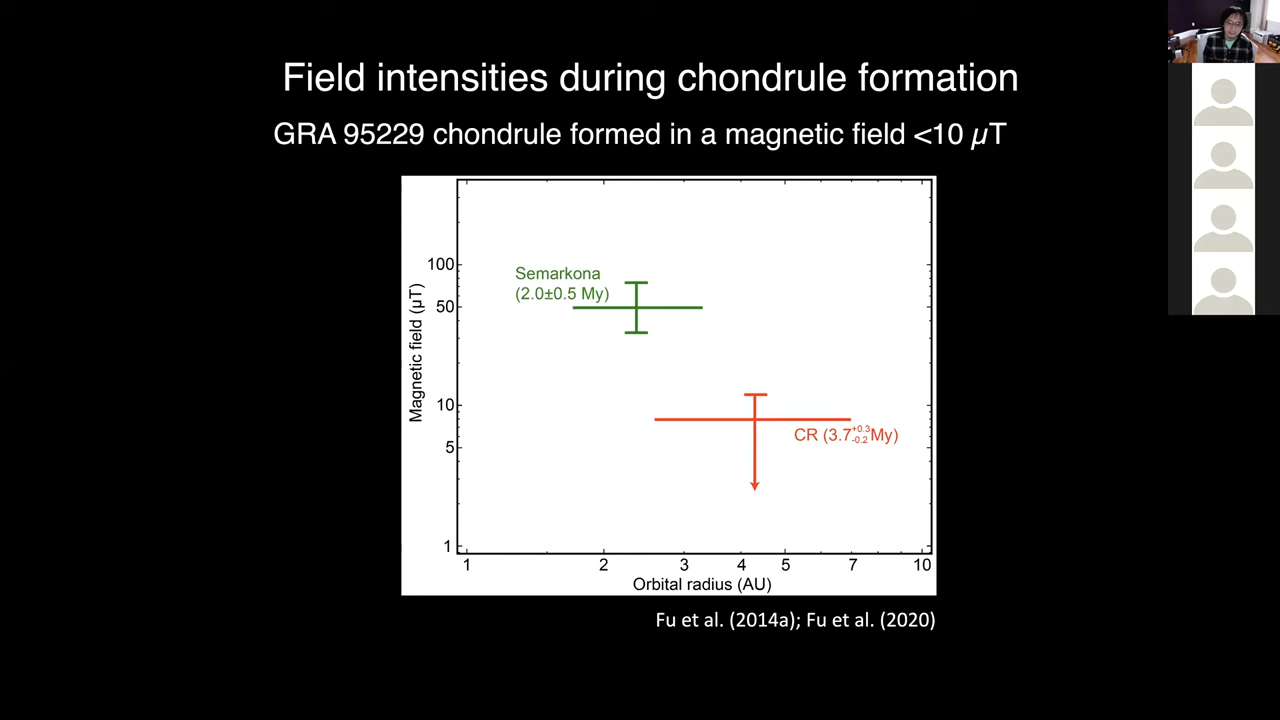 Field intensities during chondrule formation
GRA 95229 chondrule formed in a magnetic field <10 µT
Magnetic field (µT)
100
50
10
5
1
Semarkona
(2.0±0.5 My)
CR (3.7+0.3-0.2My)
1 2 3 4 5 7 10
Orbital radius (AU)
Fu et al. (2014a); Fu et al. (2020)